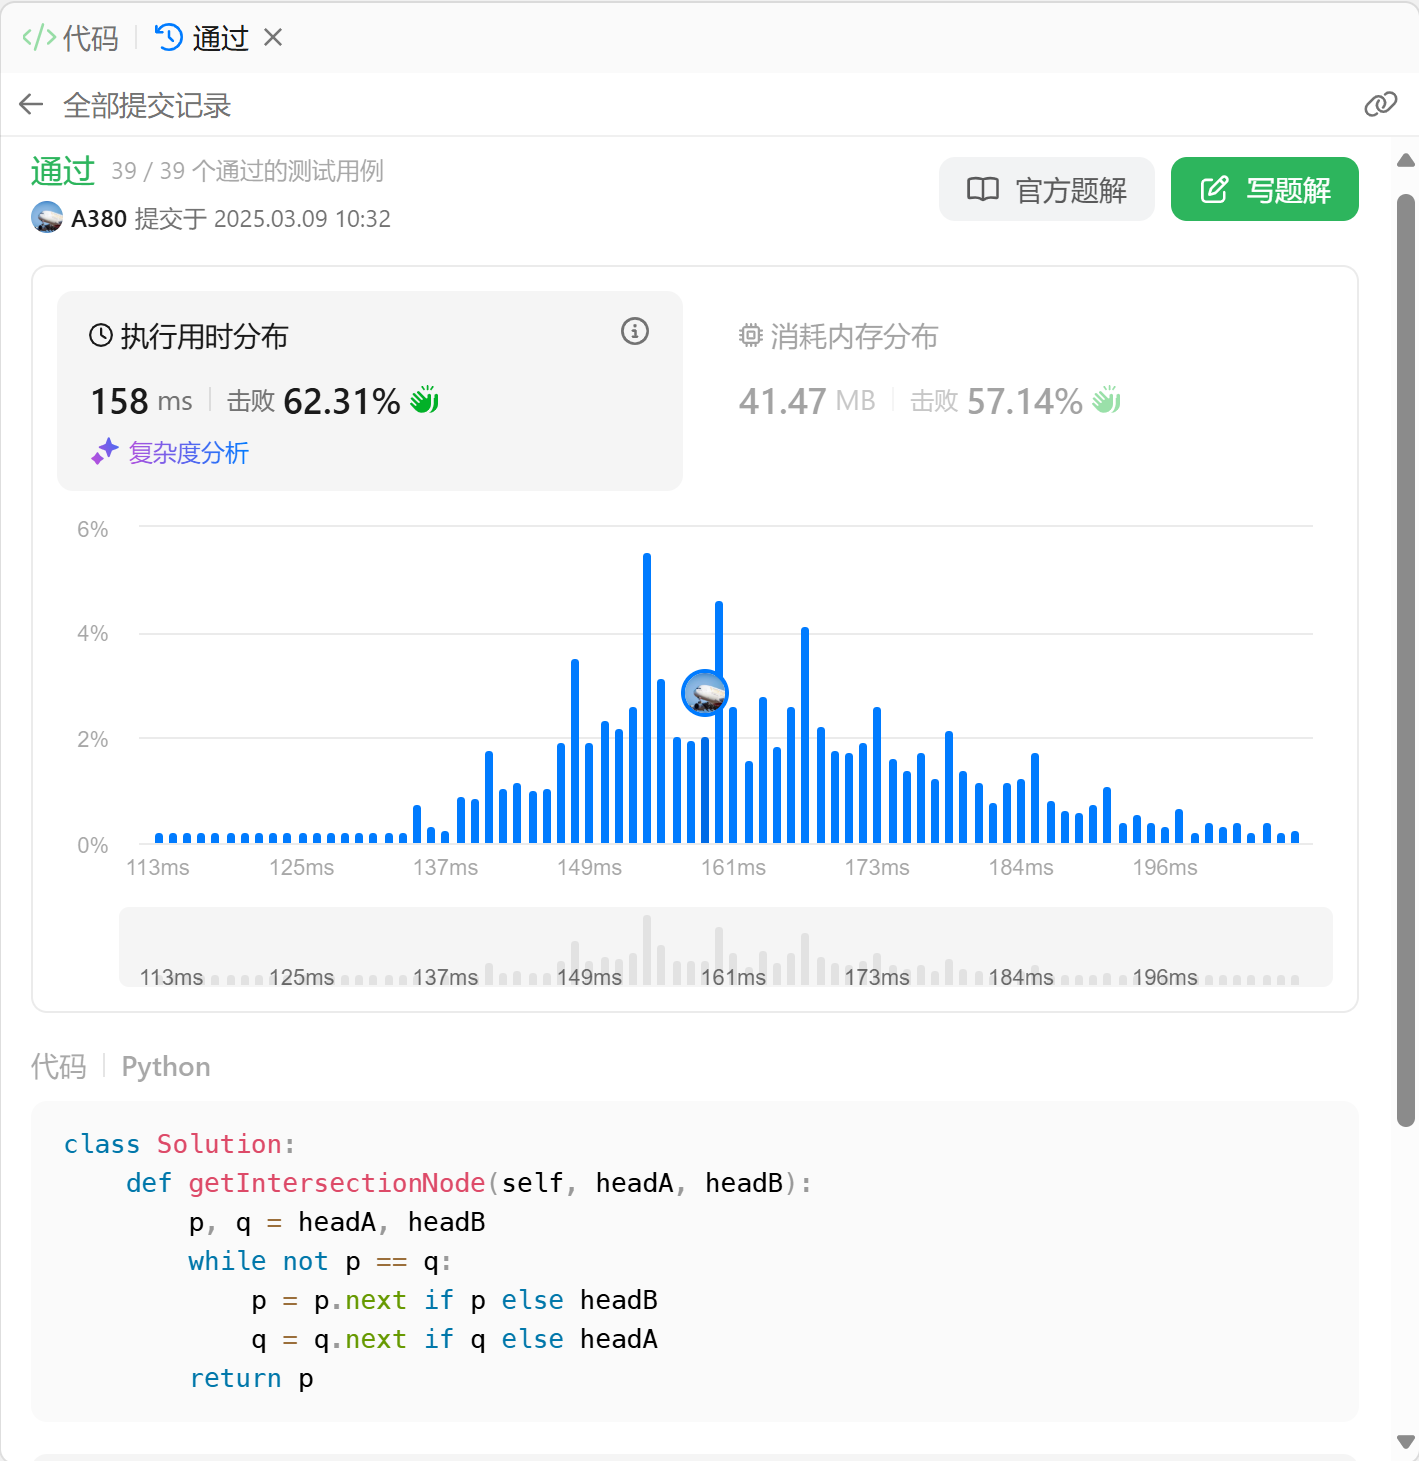 代码 通过
全部提交记录
通过 39 / 39 个通过的测试用例
A380 提交于 2025.03.09 10:32
官方题解 写题解
执行用时分布
158 ms 击败 62.31%
复杂度分析
消耗内存分布
41.47 MB 击败 57.14%
6%
4%
2%
0%
113ms 125ms 137ms 149ms 161ms 173ms 184ms 196ms
113ms 125ms 137ms 149ms 161ms 173ms 184ms 196ms
代码 Python
class Solution:
    def getIntersectionNode(self, headA, headB):
        p, q = headA, headB
        while not p == q:
            p = p.next if p else headB
            q = q.next if q else headA
        return p